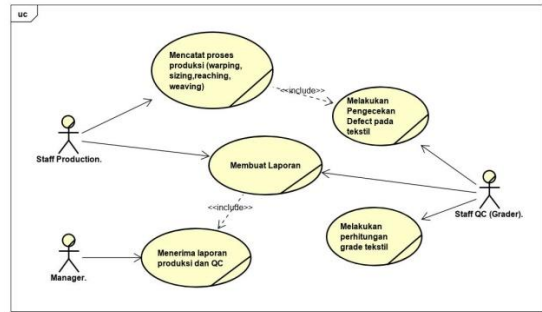 uc
Mencatat proses
produksi (warping,
sizing,reaching,
weaving)
<<include>>
Melakukan
Pengecekan
Defect pada
tekstil
Staff Production.
Membuat Laporan
Staff QC (Grader).
<<include>>
Melakukan
perhitungan
grade tekstil
Menerima laporan
produksi dan QC
Manager.